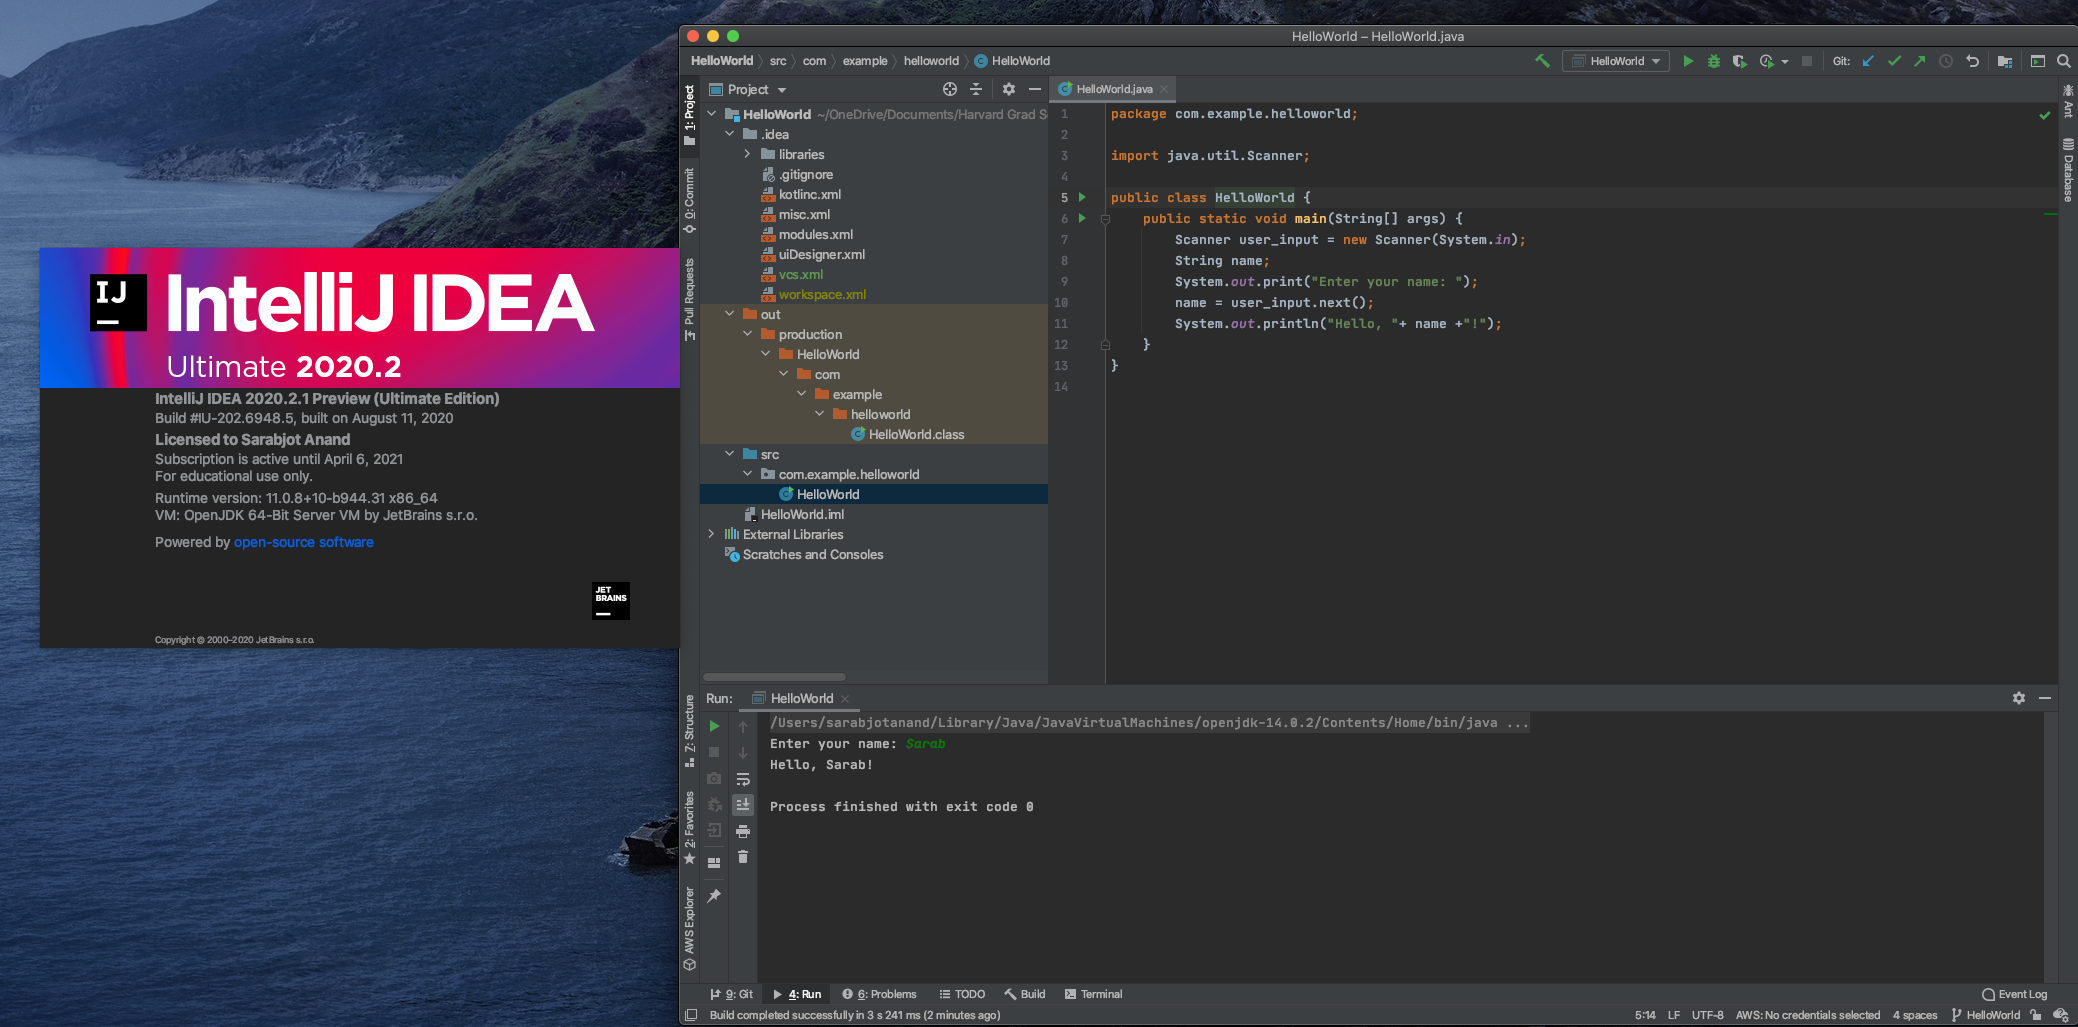 HelloWorld – HelloWorld.java
HelloWorld src com example helloworld HelloWorld
HelloWorld
Git:
1: Project
0: Commit
Pull Requests
7: Structure
2: Favorites
AWS Explorer
Ant
Database
Project
HelloWorld ~/OneDrive/Documents/Harvard Grad S
.idea
libraries
.gitignore
kotlinc.xml
misc.xml
modules.xml
uiDesigner.xml
vcs.xml
workspace.xml
out
production
HelloWorld
com
example
helloworld
HelloWorld.class
src
com.example.helloworld
HelloWorld
HelloWorld.iml
External Libraries
Scratches and Consoles
HelloWorld.java
1 package com.example.helloworld;
2
3 import java.util.Scanner;
4
5 public class HelloWorld {
6 public static void main(String[] args) {
7 Scanner user_input = new Scanner(System.in);
8 String name;
9 System.out.print("Enter your name: ");
10 name = user_input.next();
11 System.out.println("Hello, "+ name +"!");
12 }
13 }
14
IJ
IntelliJ IDEA
Ultimate 2020.2
IntelliJ IDEA 2020.2.1 Preview (Ultimate Edition)
Build #IU-202.6948.5, built on August 11, 2020
Licensed to Sarabjot Anand
Subscription is active until April 6, 2021
For educational use only.
Runtime version: 11.0.8+10-b944.31 x86_64
VM: OpenJDK 64-Bit Server VM by JetBrains s.r.o.
Powered by open-source software
JET
BRAINS
Copyright © 2000–2020 JetBrains s.r.o.
Run: HelloWorld
/Users/sarabjotanand/Library/Java/JavaVirtualMachines/openjdk-14.0.2/Contents/Home/bin/java ...
Enter your name: Sarab
Hello, Sarab!
Process finished with exit code 0
9: Git 4: Run 6: Problems TODO Build Terminal Event Log
Build completed successfully in 3 s 241 ms (2 minutes ago) 5:14 LF UTF-8 AWS: No credentials selected 4 spaces HelloWorld